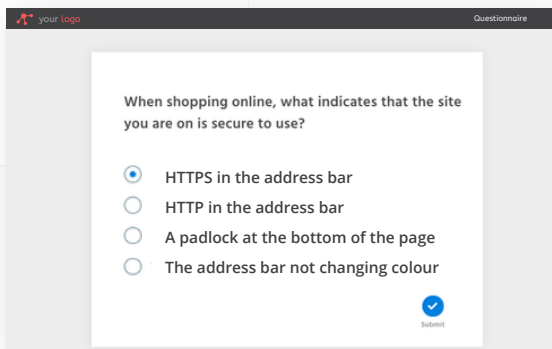 your logo
Questionnaire
When shopping online, what indicates that the site
you are on is secure to use?
HTTPS in the address bar
HTTP in the address bar
A padlock at the bottom of the page
The address bar not changing colour
Submit